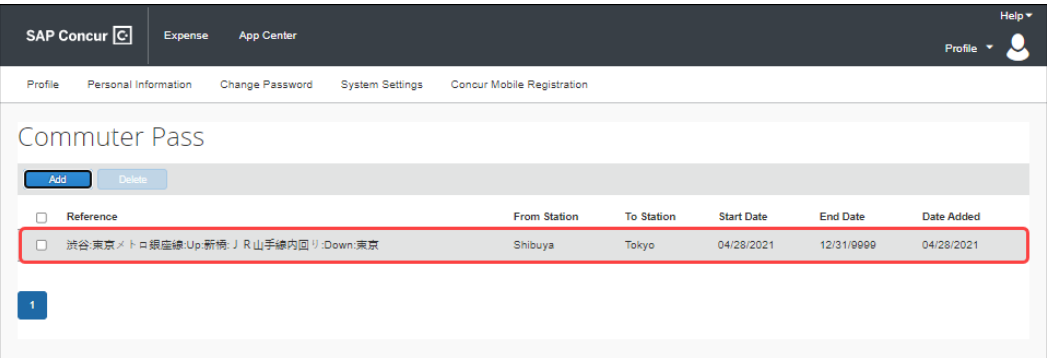 Help
SAP Concur C Expense App Center
Profile
Profile Personal Information Change Password System Settings Concur Mobile Registration
Commuter Pass
Add Delete
Reference From Station To Station Start Date End Date Date Added
渋谷:東京メトロ銀座線:Up:新橋:ＪＲ山手線内回り:Down:東京 Shibuya Tokyo 04/28/2021 12/31/9999 04/28/2021
1